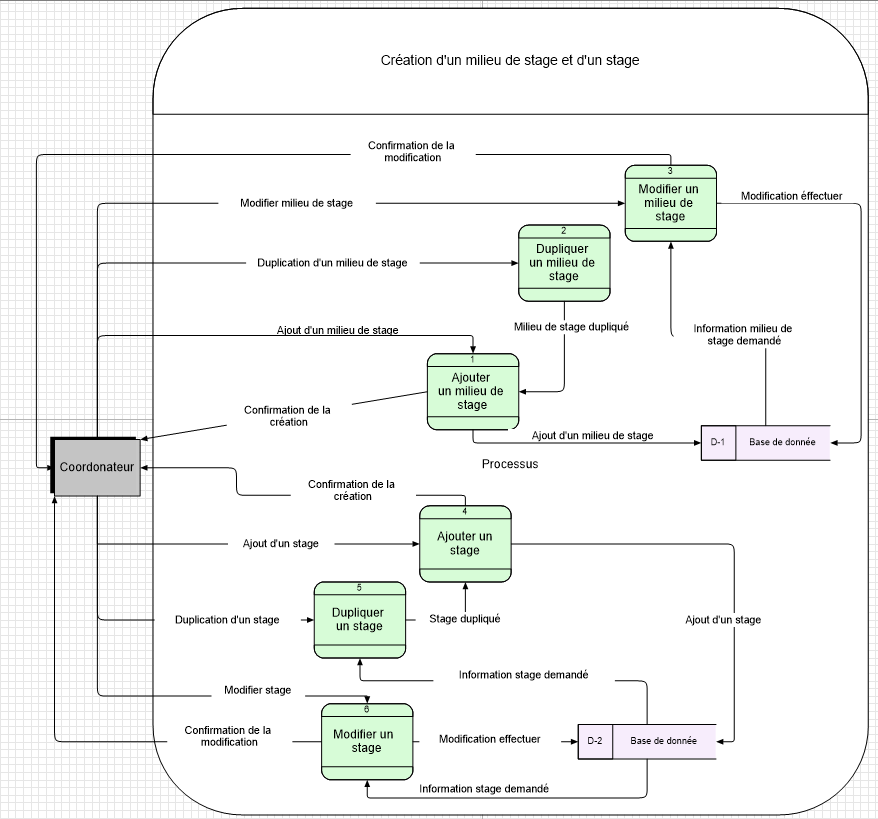 Création d'un milieu de stage et d'un stage
Confirmation de la
modification
3
Modifier un
milieu de
stage
Modification éffectuer
Modifier milieu de stage
2
Dupliquer
un milieu de
stage
Duplication d'un milieu de stage
Milieu de stage dupliqué
Information milieu de
stage demandé
Ajout d'un milieu de stage
1
Ajouter
un milieu de
stage
Confirmation de la
création
Ajout d'un milieu de stage
D-1
Base de donnée
Processus
Coordonateur
Confirmation de la
création
4
Ajouter un
stage
Ajout d'un stage
5
Dupliquer
un stage
Duplication d'un stage
Stage dupliqué
Ajout d'un stage
Information stage demandé
Modifier stage
6
Modifier un
stage
Confirmation de la
modification
Modification effectuer
D-2
Base de donnée
Information stage demandé